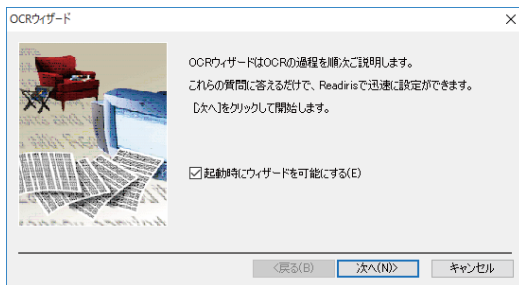 OCRウィザード
OCRウィザードはOCRの過程を順次ご説明します。
これらの質問に答えるだけで、Readirisで迅速に設定ができます。
[次へ]をクリックして開始します。
起動時にウィザードを可能にする(E)
<戻る(B)
次へ(N)>
キャンセル